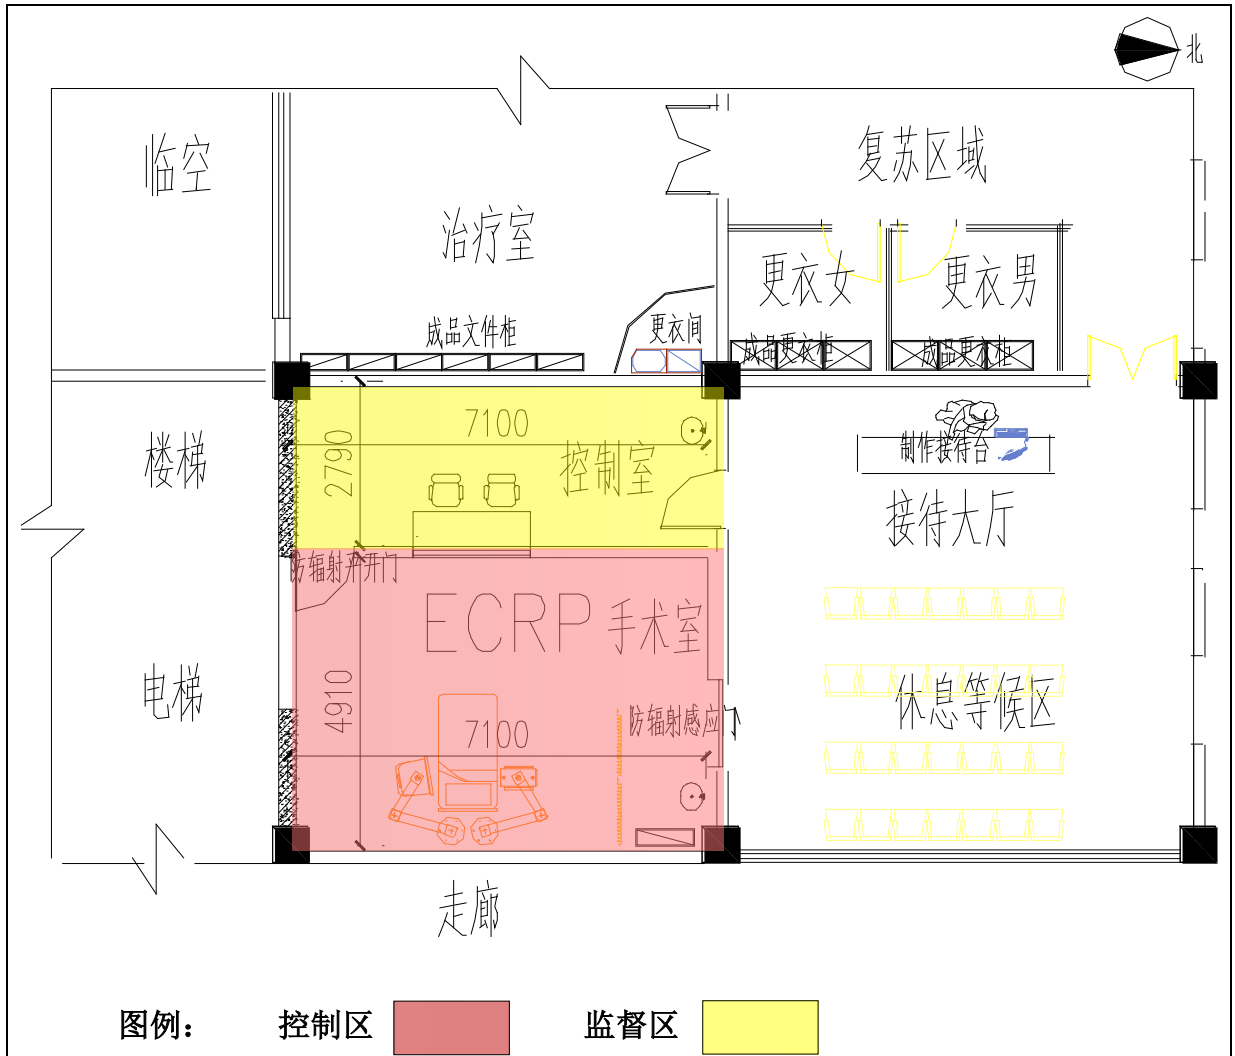 北
临空
复苏区域
治疗室
更衣女
更衣男
成品文件柜
更衣间
成品更衣柜
成品更衣柜
7100
控制室
2790
楼梯
制作接待台
接待大厅
防辐射平开门
ECRP 手术室
电梯
4910
休息等候区
防辐射感应门
7100
走廊
图例：
控制区
监督区